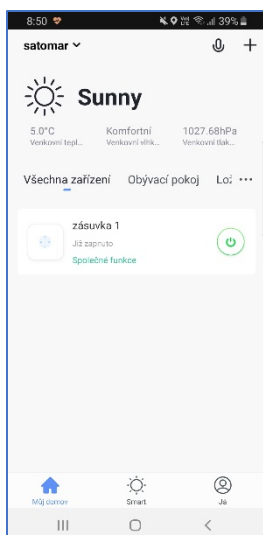 8:50 39%
satomar
Sunny
5.0°C Komfortní 1027.68hPa
Venkovní tepl... Venkovní vlhk... Venkovní tlak...
Všechna zařízení Obývací pokoj Lož
zásuvka 1
Již zapnuto
Společné funkce
Můj domov Smart Já